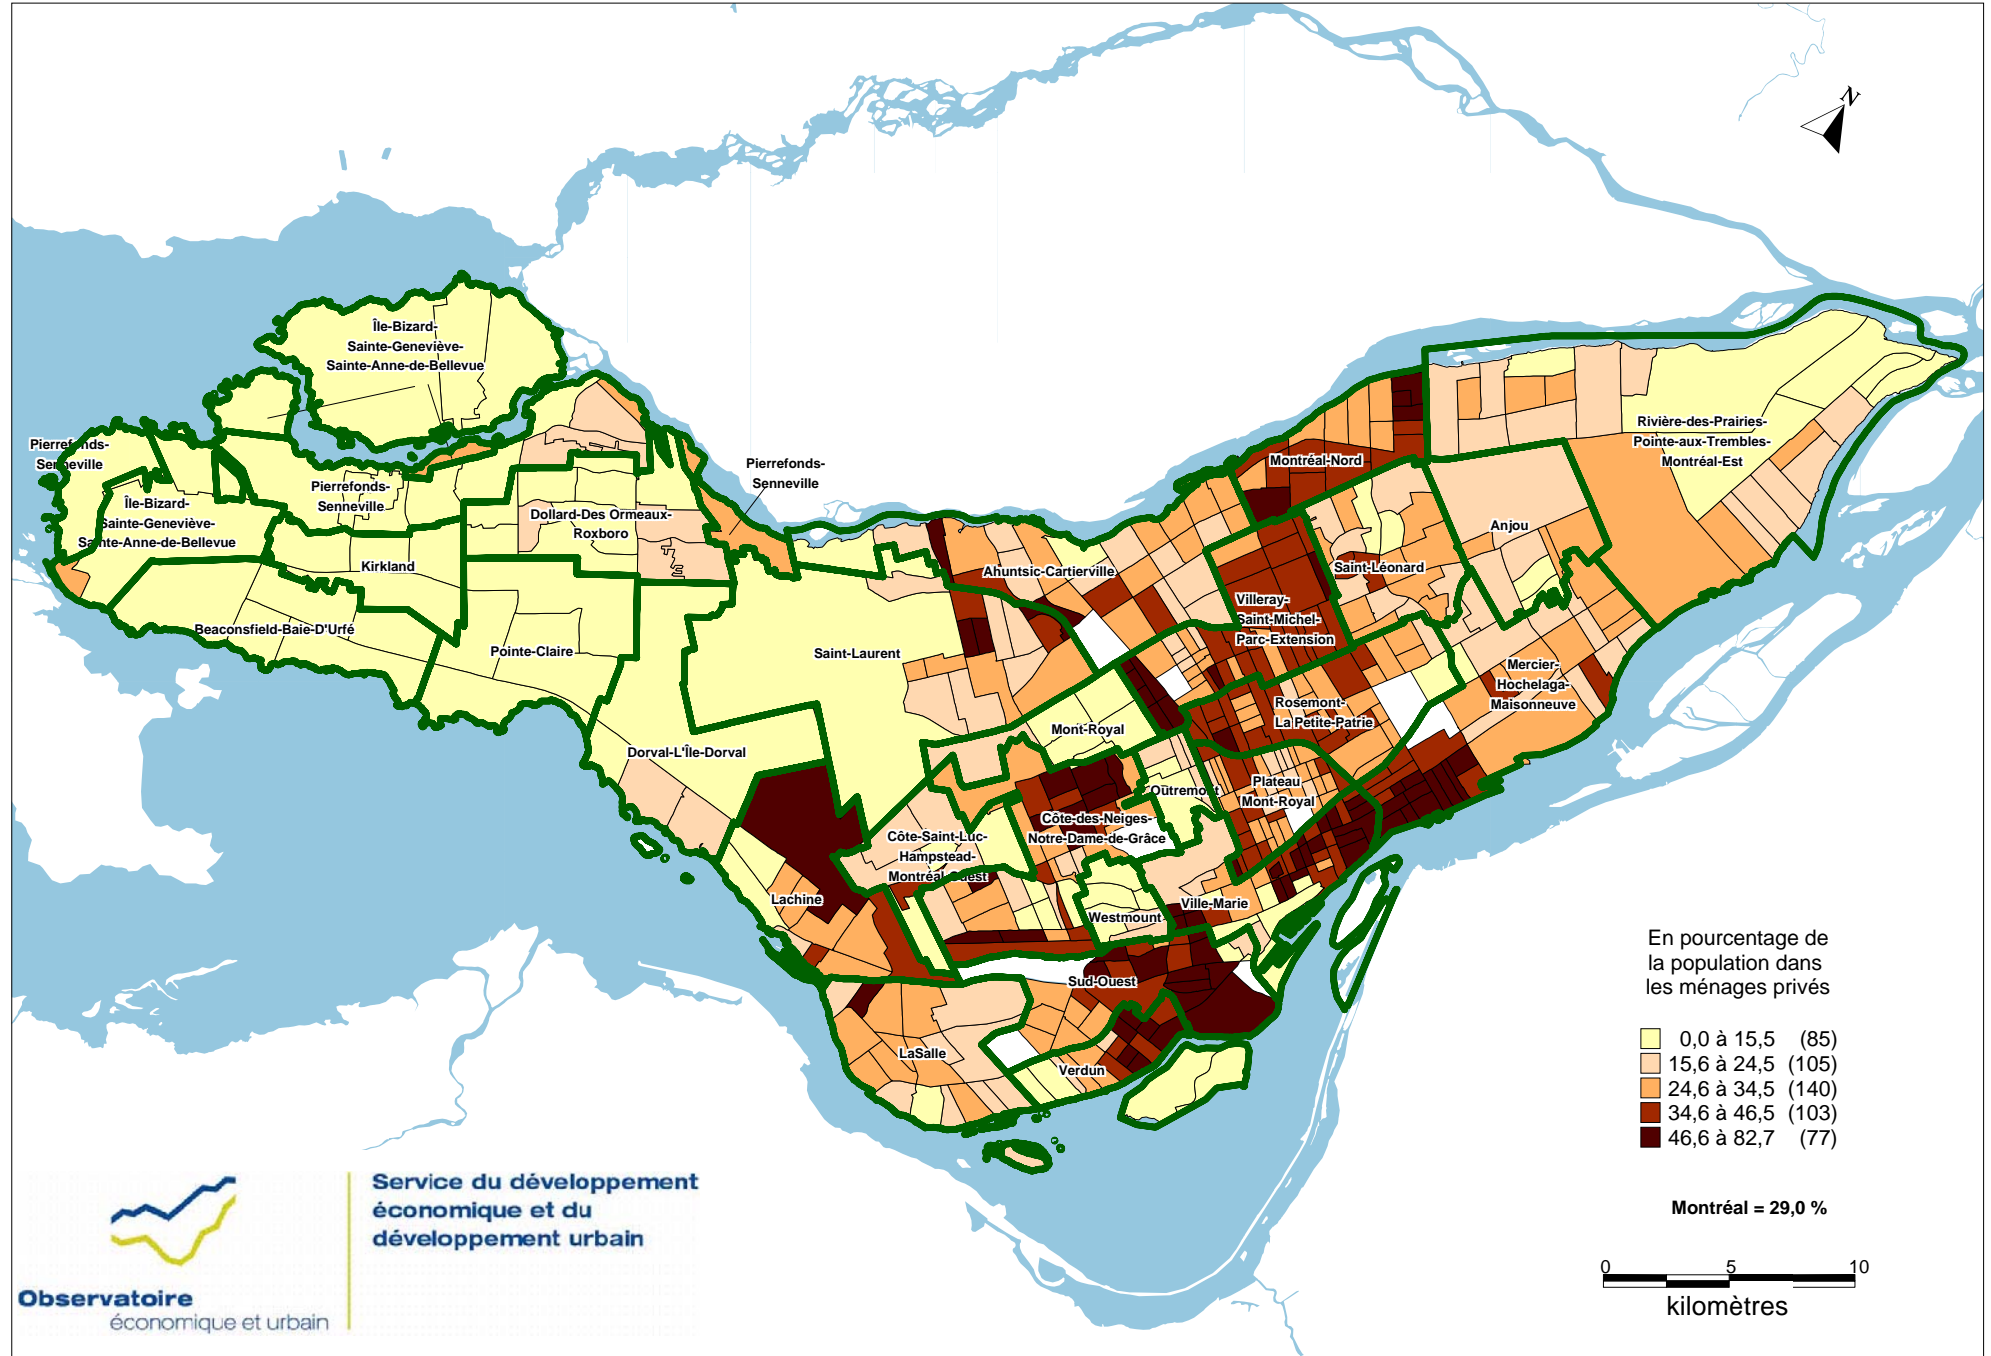 N
Île-Bizard-
Sainte-Geneviève-
Sainte-Anne-de-Bellevue
Pierrefonds-
Senneville
Île-Bizard-
Sainte-Geneviève-
Sainte-Anne-de-Bellevue
Pierrefonds-
Senneville
Pierrefonds-
Senneville
Dollard-Des Ormeaux-
Roxboro
Kirkland
Beaconsfield-Baie-D'Urfé
Pointe-Claire
Dorval-L'Île-Dorval
Saint-Laurent
Ahuntsic-Cartierville
Montréal-Nord
Rivière-des-Prairies-
Pointe-aux-Trembles-
Montréal-Est
Anjou
Saint-Léonard
Villeray-
Saint-Michel-
Parc-Extension
Mercier-
Hochelaga-
Maisonneuve
Rosemont-
La Petite-Patrie
Mont-Royal
Outremont
Plateau
Mont-Royal
Côte-des-Neiges-
Notre-Dame-de-Grâce
Côte-Saint-Luc-
Hampstead-
Montréal-Ouest
Lachine
Westmount
Ville-Marie
Sud-Ouest
LaSalle
Verdun
En pourcentage de
la population dans
les ménages privés
0,0 à 15,5 (85)
15,6 à 24,5 (105)
24,6 à 34,5 (140)
34,6 à 46,5 (103)
46,6 à 82,7 (77)
Montréal = 29,0 %
0 5 10
kilomètres
Service du développement
économique et du
développement urbain
Observatoire
économique et urbain